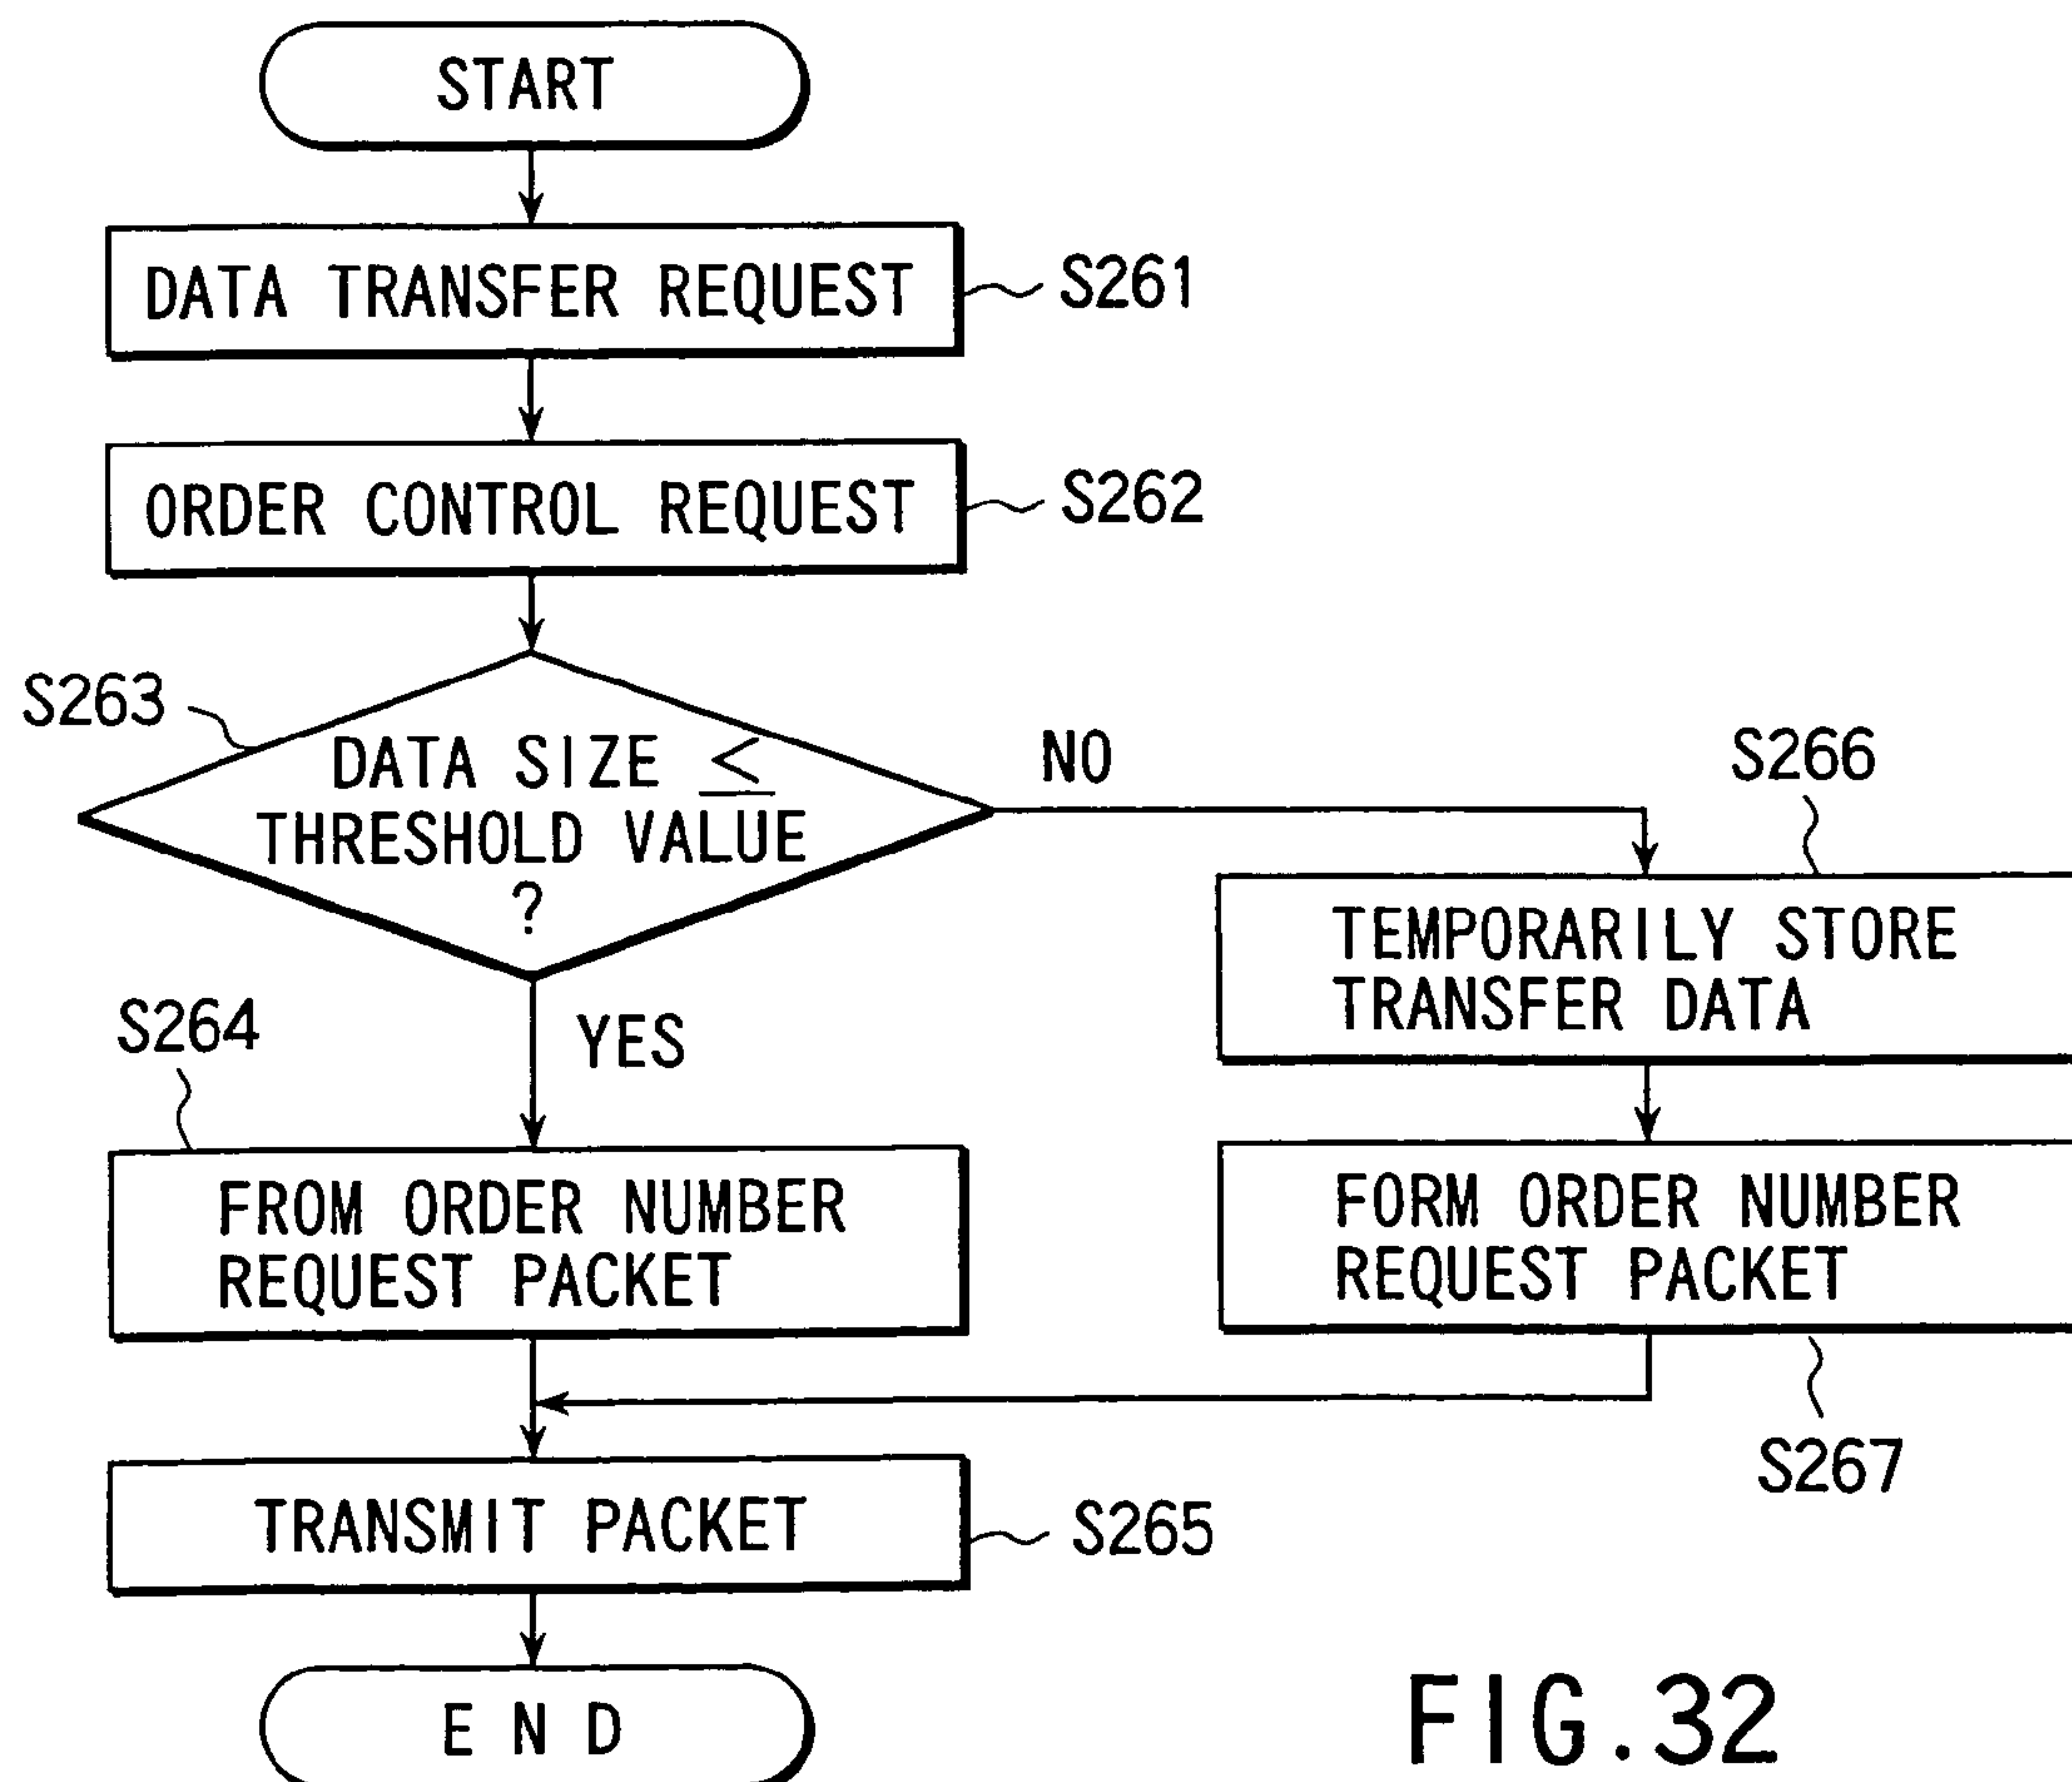 START
DATA TRANSFER REQUEST
S261
ORDER CONTROL REQUEST
S262
S263
DATA SIZE ≤
THRESHOLD VALUE
?
NO
YES
S266
TEMPORARILY STORE
TRANSFER DATA
S264
FROM ORDER NUMBER
REQUEST PACKET
FORM ORDER NUMBER
REQUEST PACKET
S267
TRANSMIT PACKET
S265
END
FIG.32